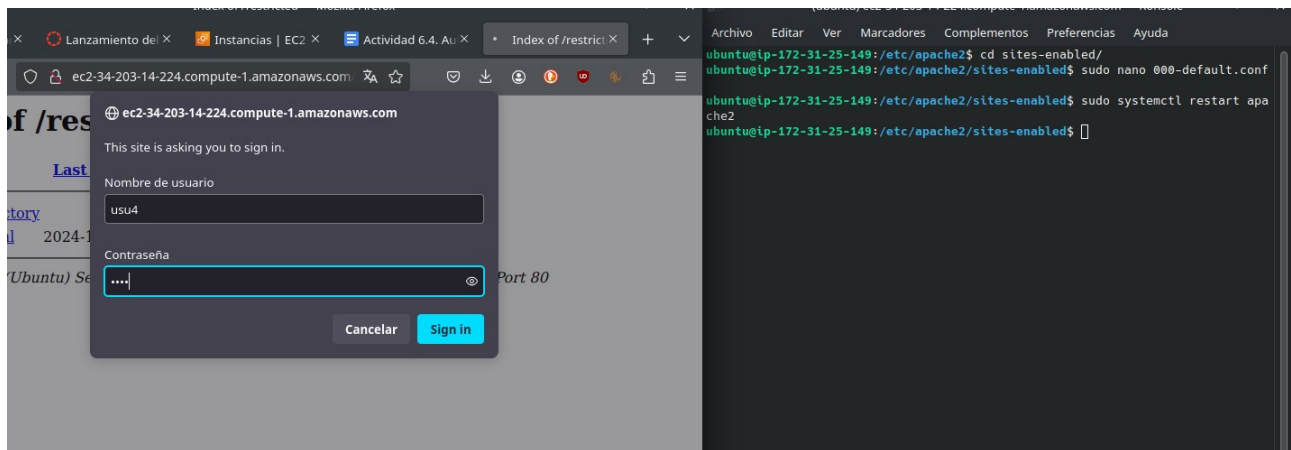 Lanzamiento del
Instancias | EC2
Actividad 6.4. Au
Index of /restrict
ec2-34-203-14-224.compute-1.amazonaws.com
of /res
Last
ctory
2024-1
(Ubuntu) Se
Port 80
ec2-34-203-14-224.compute-1.amazonaws.com
This site is asking you to sign in.
Nombre de usuario
usu4
Contraseña
••••
Cancelar Sign in
Archivo Editar Ver Marcadores Complementos Preferencias Ayuda
ubuntu@ip-172-31-25-149:/etc/apache2$ cd sites-enabled/
ubuntu@ip-172-31-25-149:/etc/apache2/sites-enabled$ sudo nano 000-default.conf
ubuntu@ip-172-31-25-149:/etc/apache2/sites-enabled$ sudo systemctl restart apa
che2
ubuntu@ip-172-31-25-149:/etc/apache2/sites-enabled$